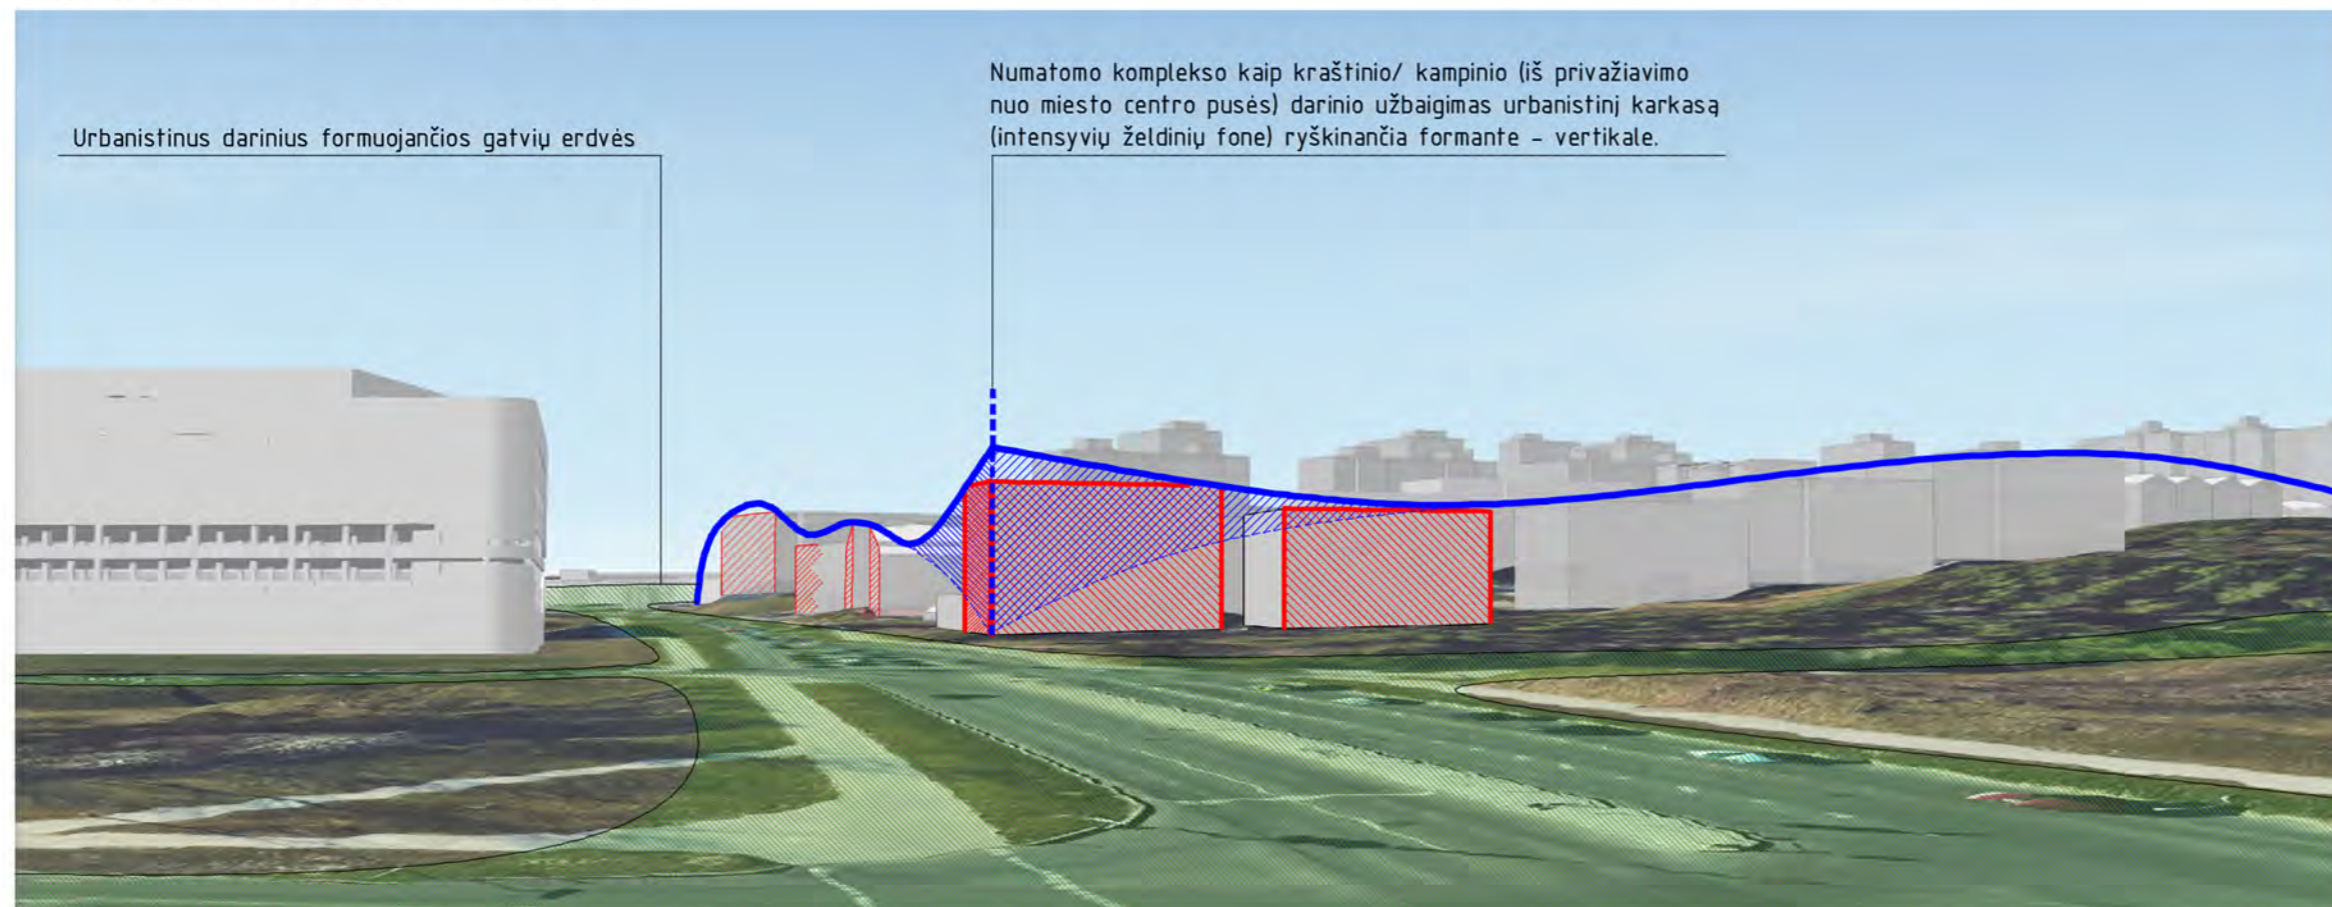 Urbanistinus darinius formuojančios gatvių erdvės
Numatomo komplekso kaip kraštinio/ kampinio (iš privažiavimo
nuo miesto centro pusės) darinio užbaigimas urbanistinį karkasą
(intensyvių želdinių fone) ryškinančia formante - vertikale.